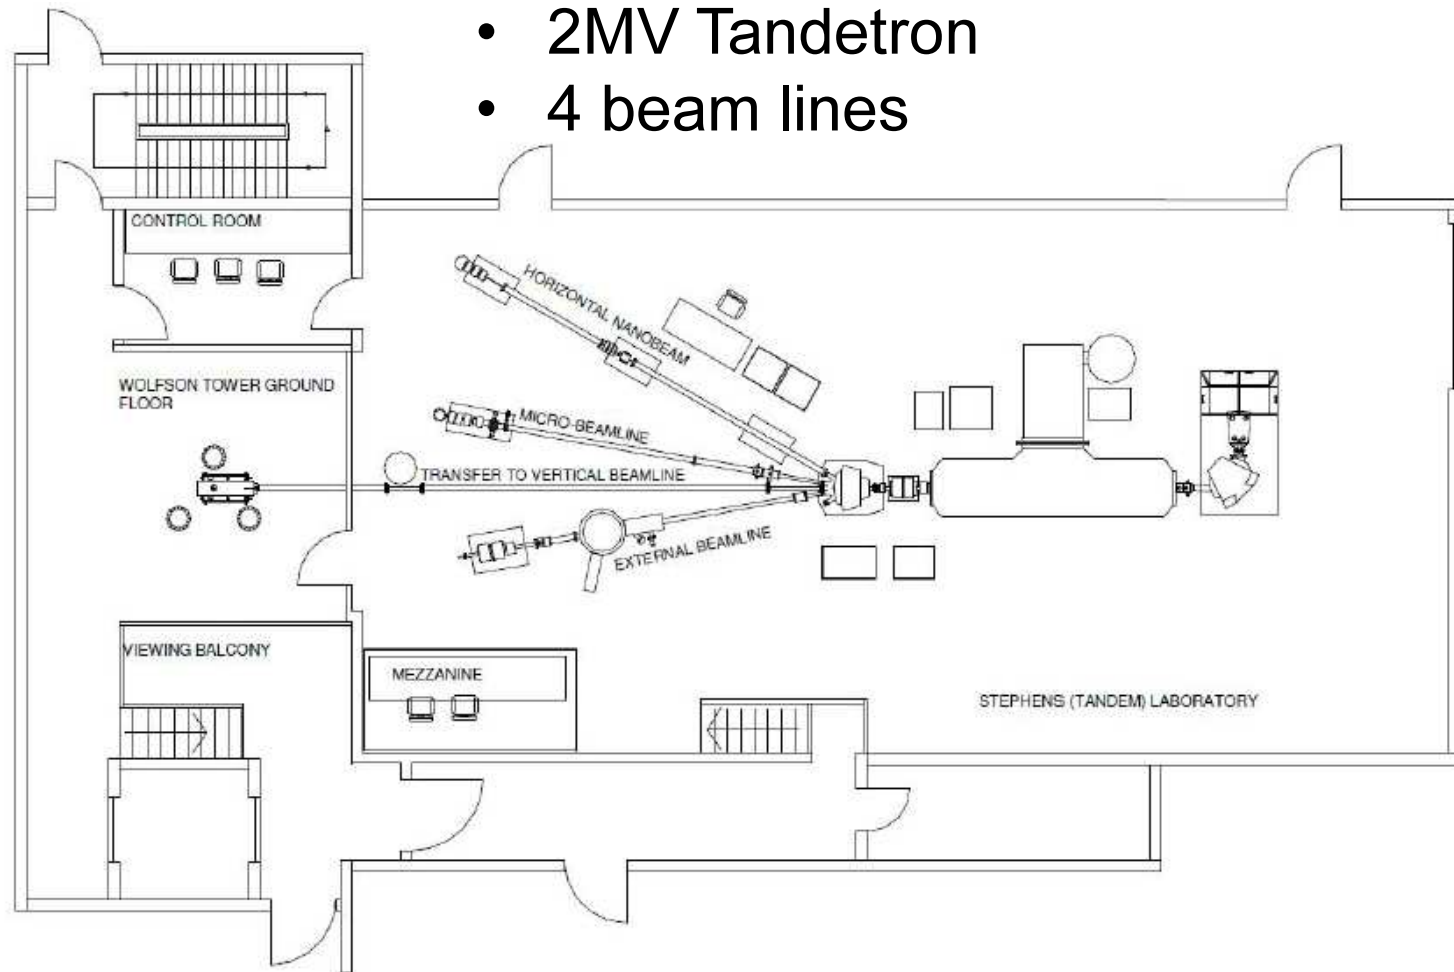 • 2MV Tandetron
• 4 beam lines
CONTROL ROOM
HORIZONTAL NANOBEAM
WOLFSON TOWER GROUND
FLOOR
MICRO-BEAMLINE
TRANSFER TO VERTICAL BEAMLINE
EXTERNAL BEAMLINE
VIEWING BALCONY
MEZZANINE
STEPHENS (TANDEM) LABORATORY